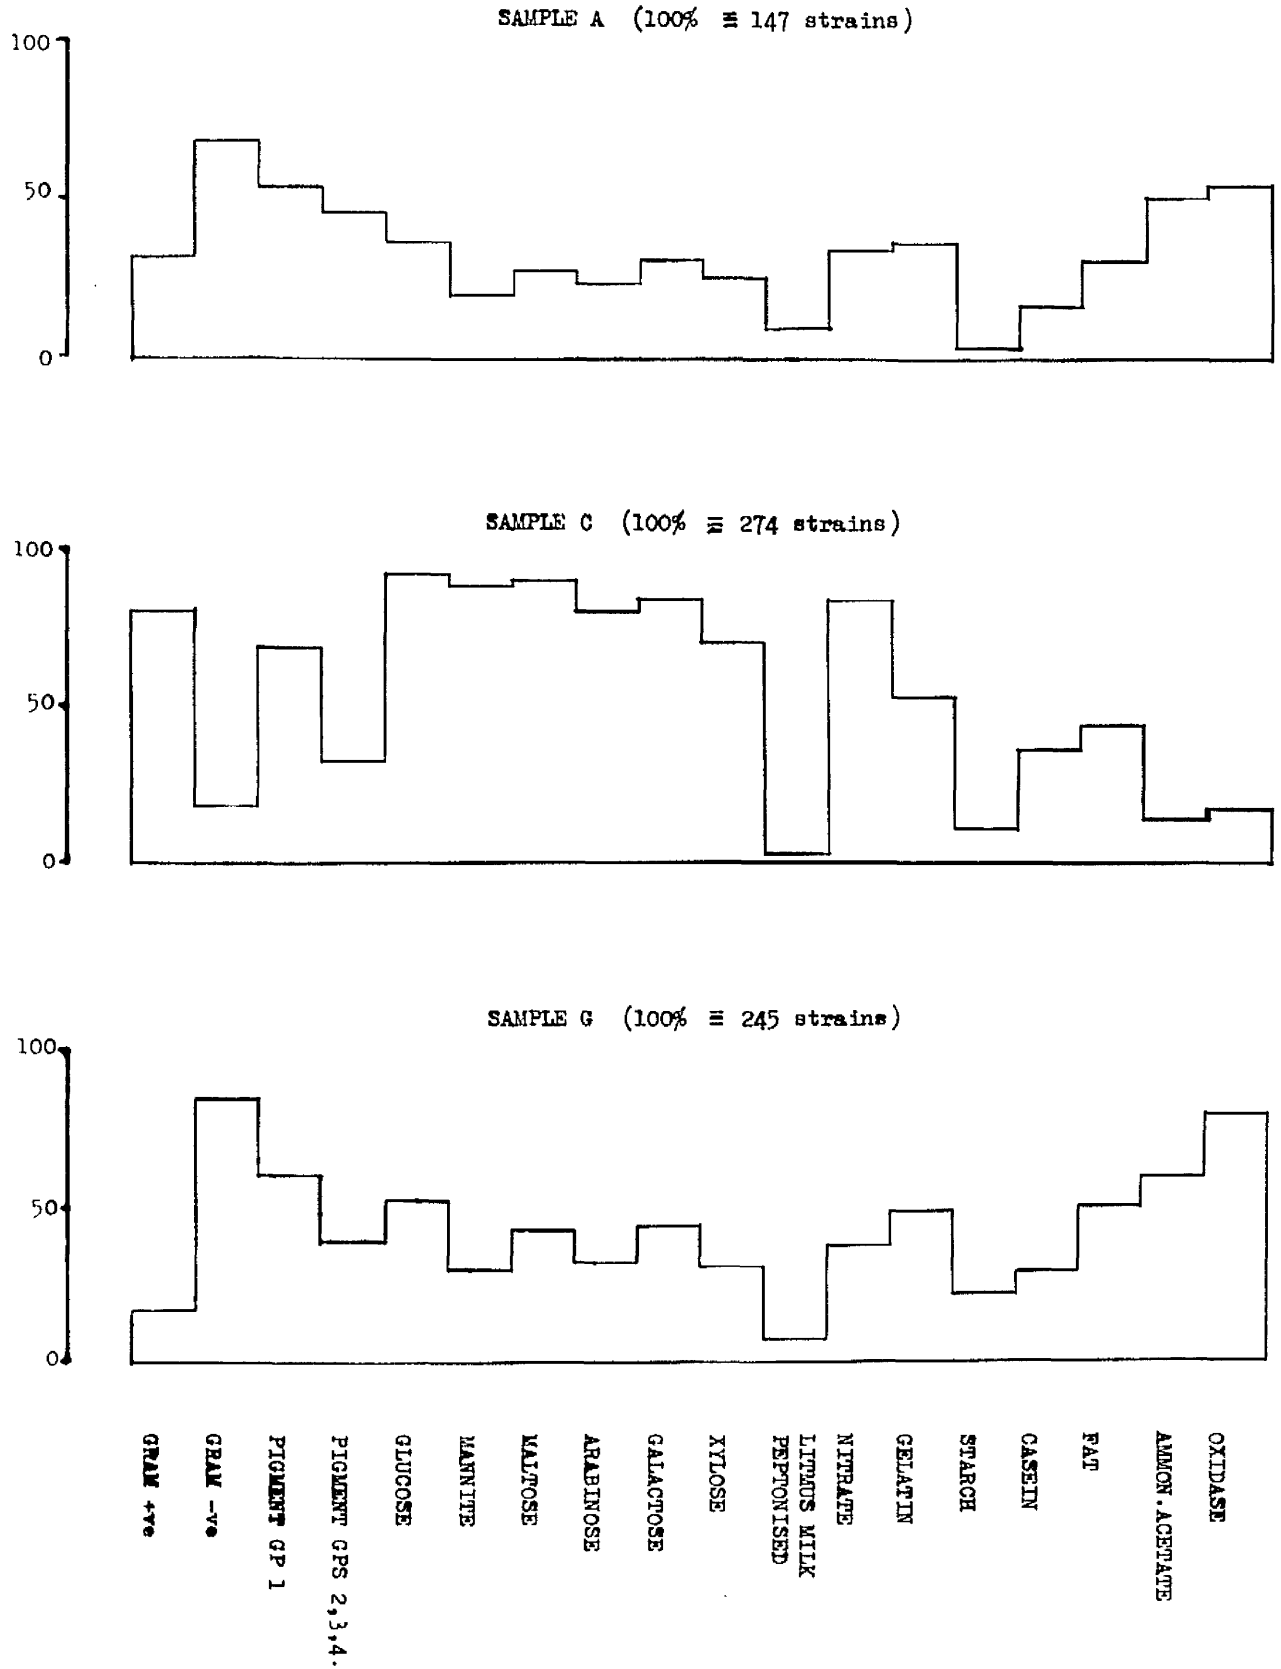 SAMPLE A (100% ≡ 147 strains)
100
50
0
SAMPLE C (100% ≡ 274 strains)
100
50
0
SAMPLE G (100% ≡ 245 strains)
100
50
0
GRAM +ve
GRAM -ve
PIGMENT GP 1
PIGMENT GPS 2,3,4.
GLUCOSE
MANNITE
MALTOSE
ARABINOSE
GALACTOSE
XYLOSE
LITMUS MILK
PEPTONISED
NITRATE
GELATIN
STARCH
CASEIN
FAT
AMMON.ACETATE
OXIDASE